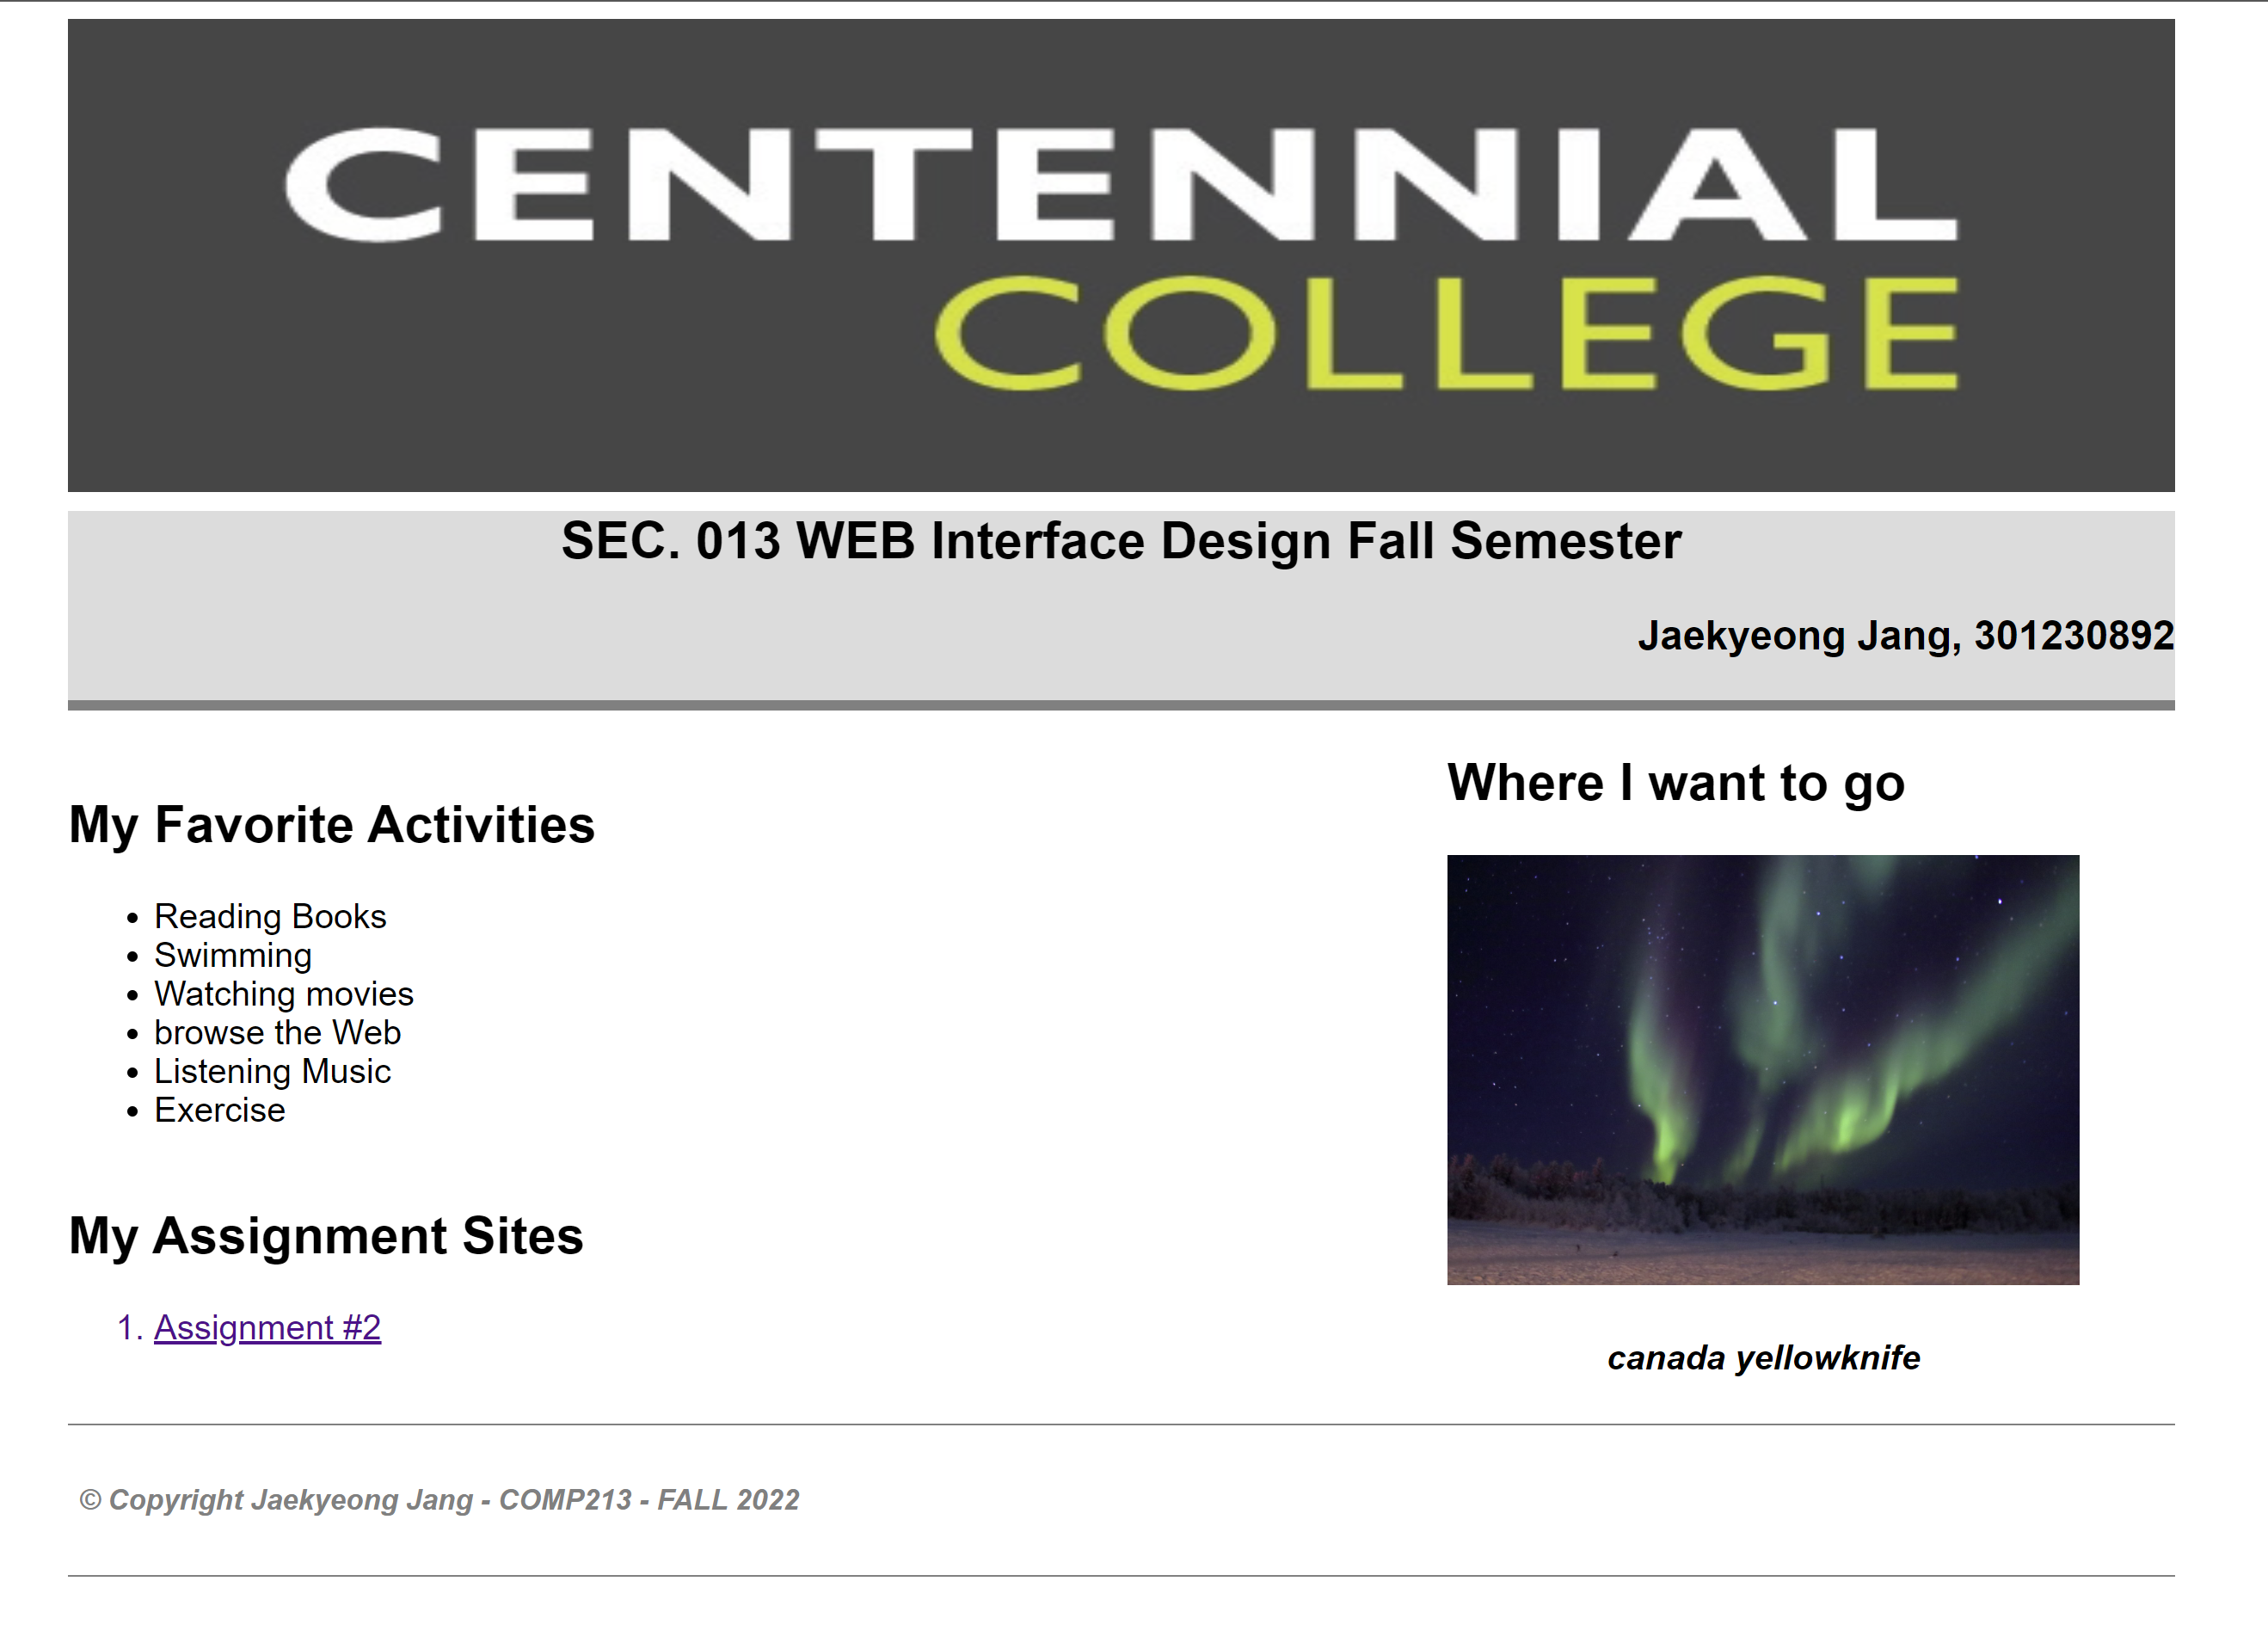 CENTENNIAL
COLLEGE
SEC. 013 WEB Interface Design Fall Semester
Jaekyeong Jang, 301230892
My Favorite Activities
• Reading Books
• Swimming
• Watching movies
• browse the Web
• Listening Music
• Exercise
My Assignment Sites
1. Assignment #2
Where I want to go
canada yellowknife
© Copyright Jaekyeong Jang - COMP213 - FALL 2022